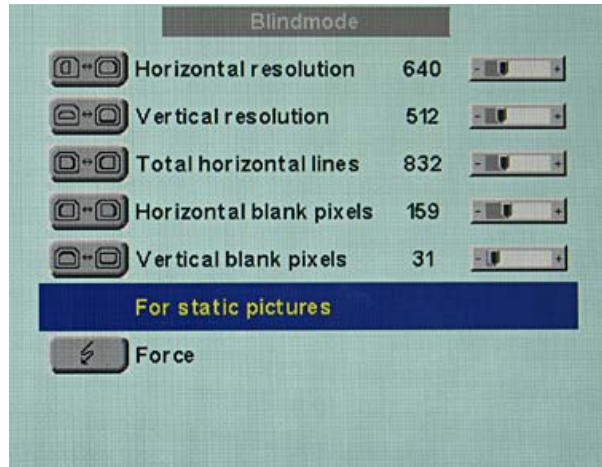 Blindmode
Horizontal resolution 640
Vertical resolution 512
Total horizontal lines 832
Horizontal blank pixels 159
Vertical blank pixels 31
For static pictures
Force